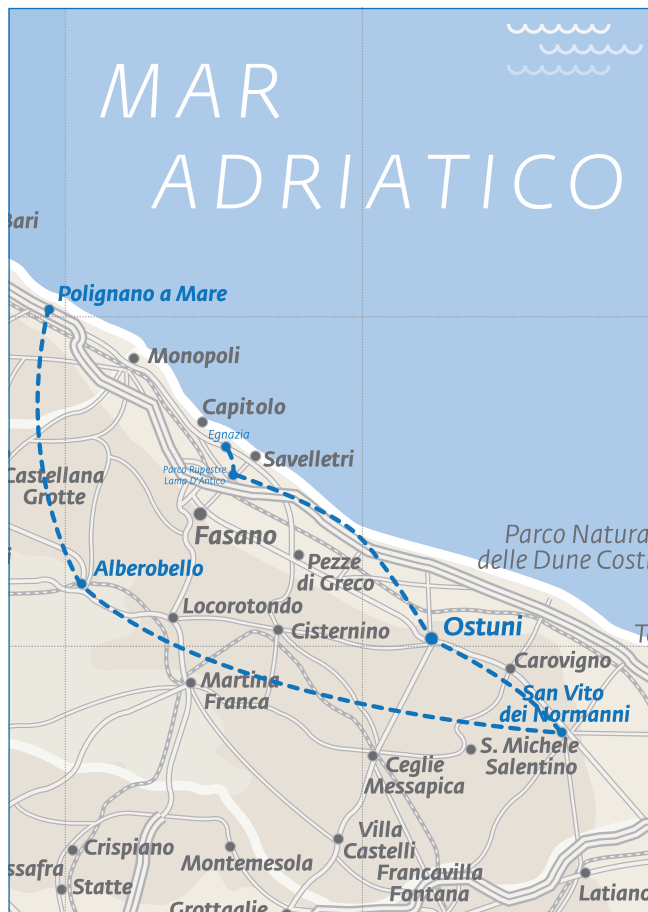 MAR
ADRIATICO
Bari
Polignano a Mare
Monopoli
Capitolo
Egnazia
Savelletri
Parco Rupestre
Lama D'Antico
Castellana
Grotte
Fasano
Parco Natura
delle Dune Costi
Pezze
di Greco
Alberobello
Locorotondo
Cisternino
Ostuni
Carovigno
Martina
Franca
San Vito
dei Normanni
S. Michele
Salentino
Ceglie
Messapica
Villa
Castelli
Crispiano
Montemesola
ssafra
Statte
Francavilla
Fontana
Latiano
Grottaglie